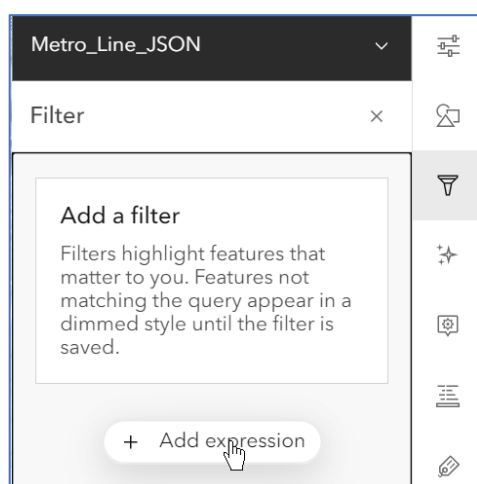 Metro_Line_JSON
Filter
Add a filter
Filters highlight features that
matter to you. Features not
matching the query appear in a
dimmed style until the filter is
saved.
+ Add expression